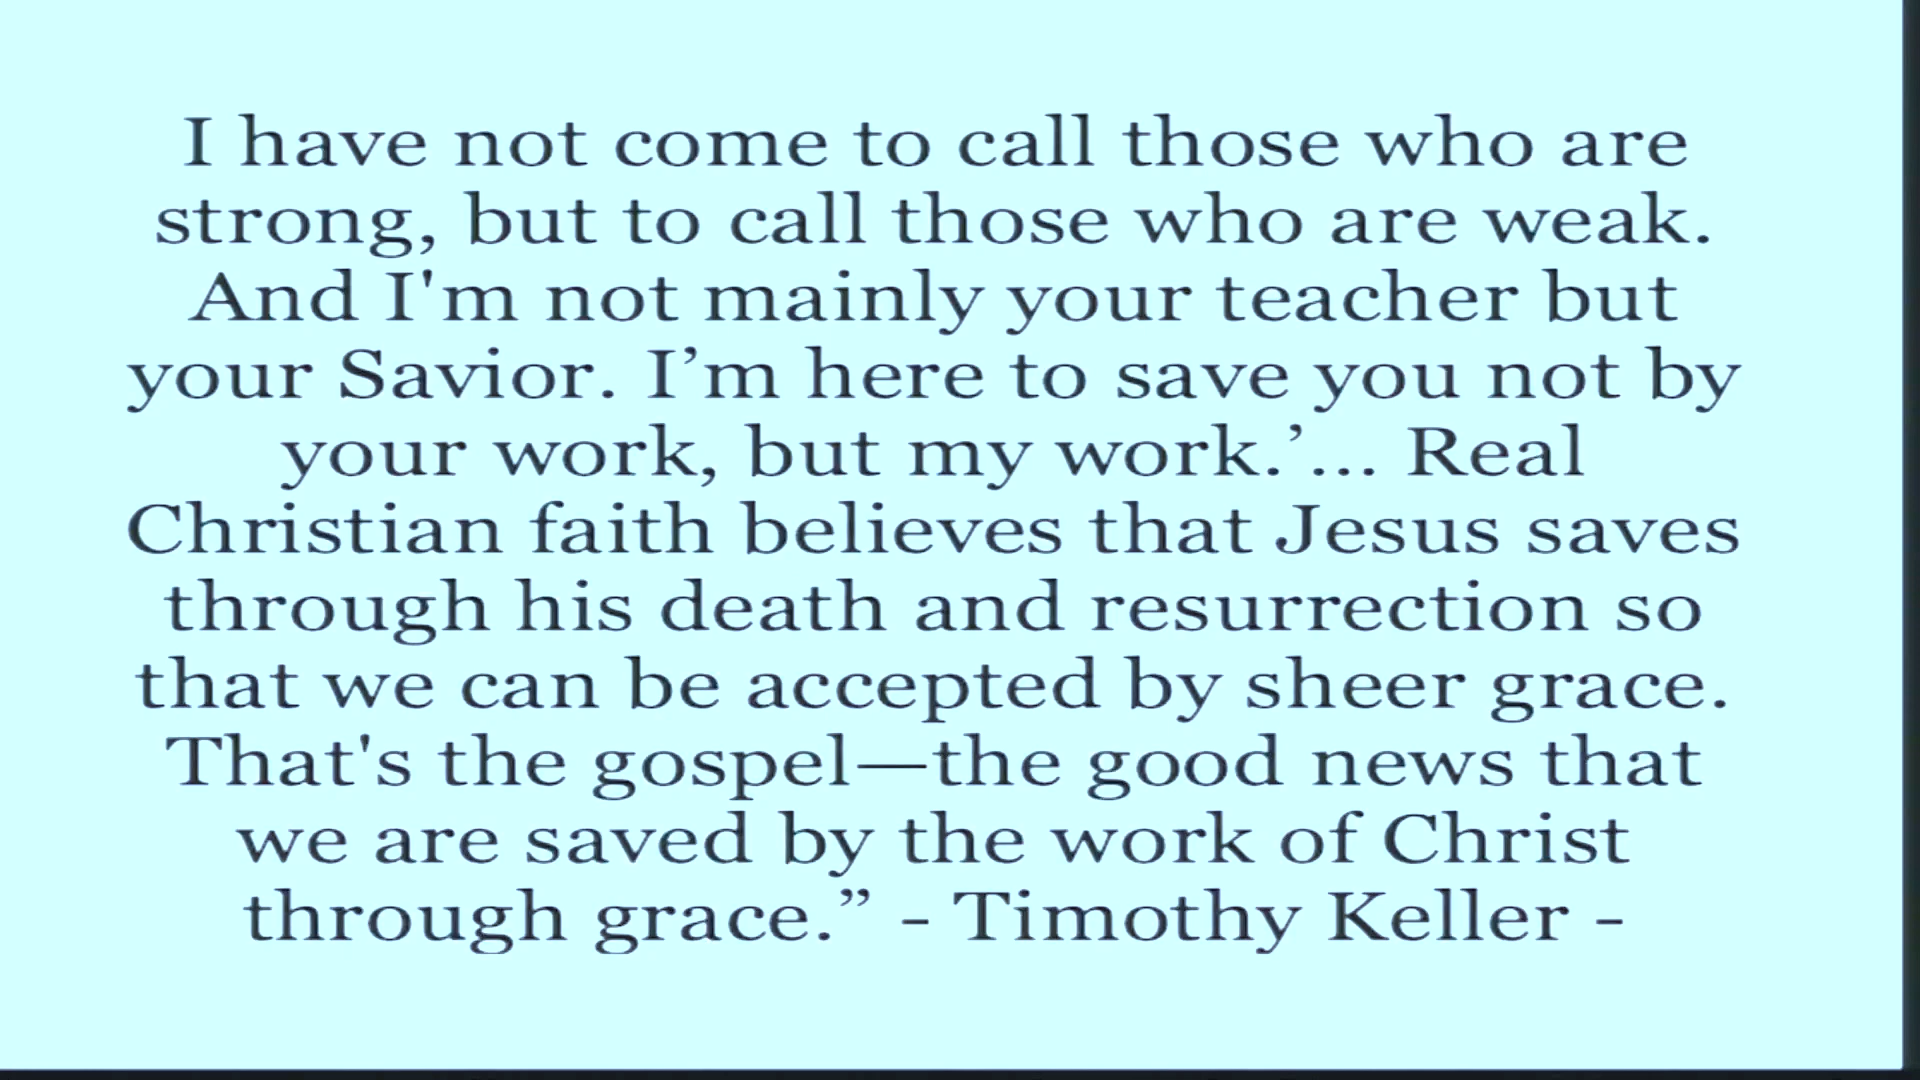 I have not come to call those who are
strong, but to call those who are weak.
And I'm not mainly your teacher but
your Savior. I’m here to save you not by
your work, but my work.’... Real
Christian faith believes that Jesus saves
through his death and resurrection so
that we can be accepted by sheer grace.
That's the gospel—the good news that
we are saved by the work of Christ
through grace.” - Timothy Keller -